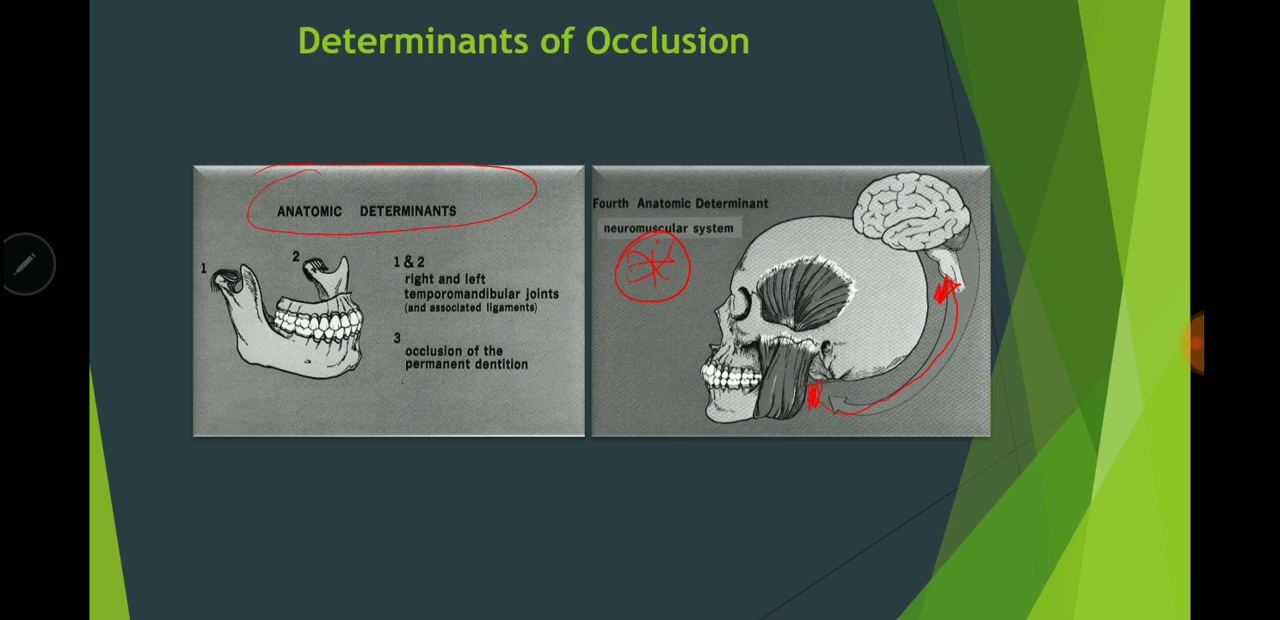 Determinants of Occlusion
ANATOMIC DETERMINANTS
1
2
1 & 2
right and left
temporomandibular joints
(and associated ligaments)
3
occlusion of the
permanent dentition
Fourth Anatomic Determinant
neuromuscular system